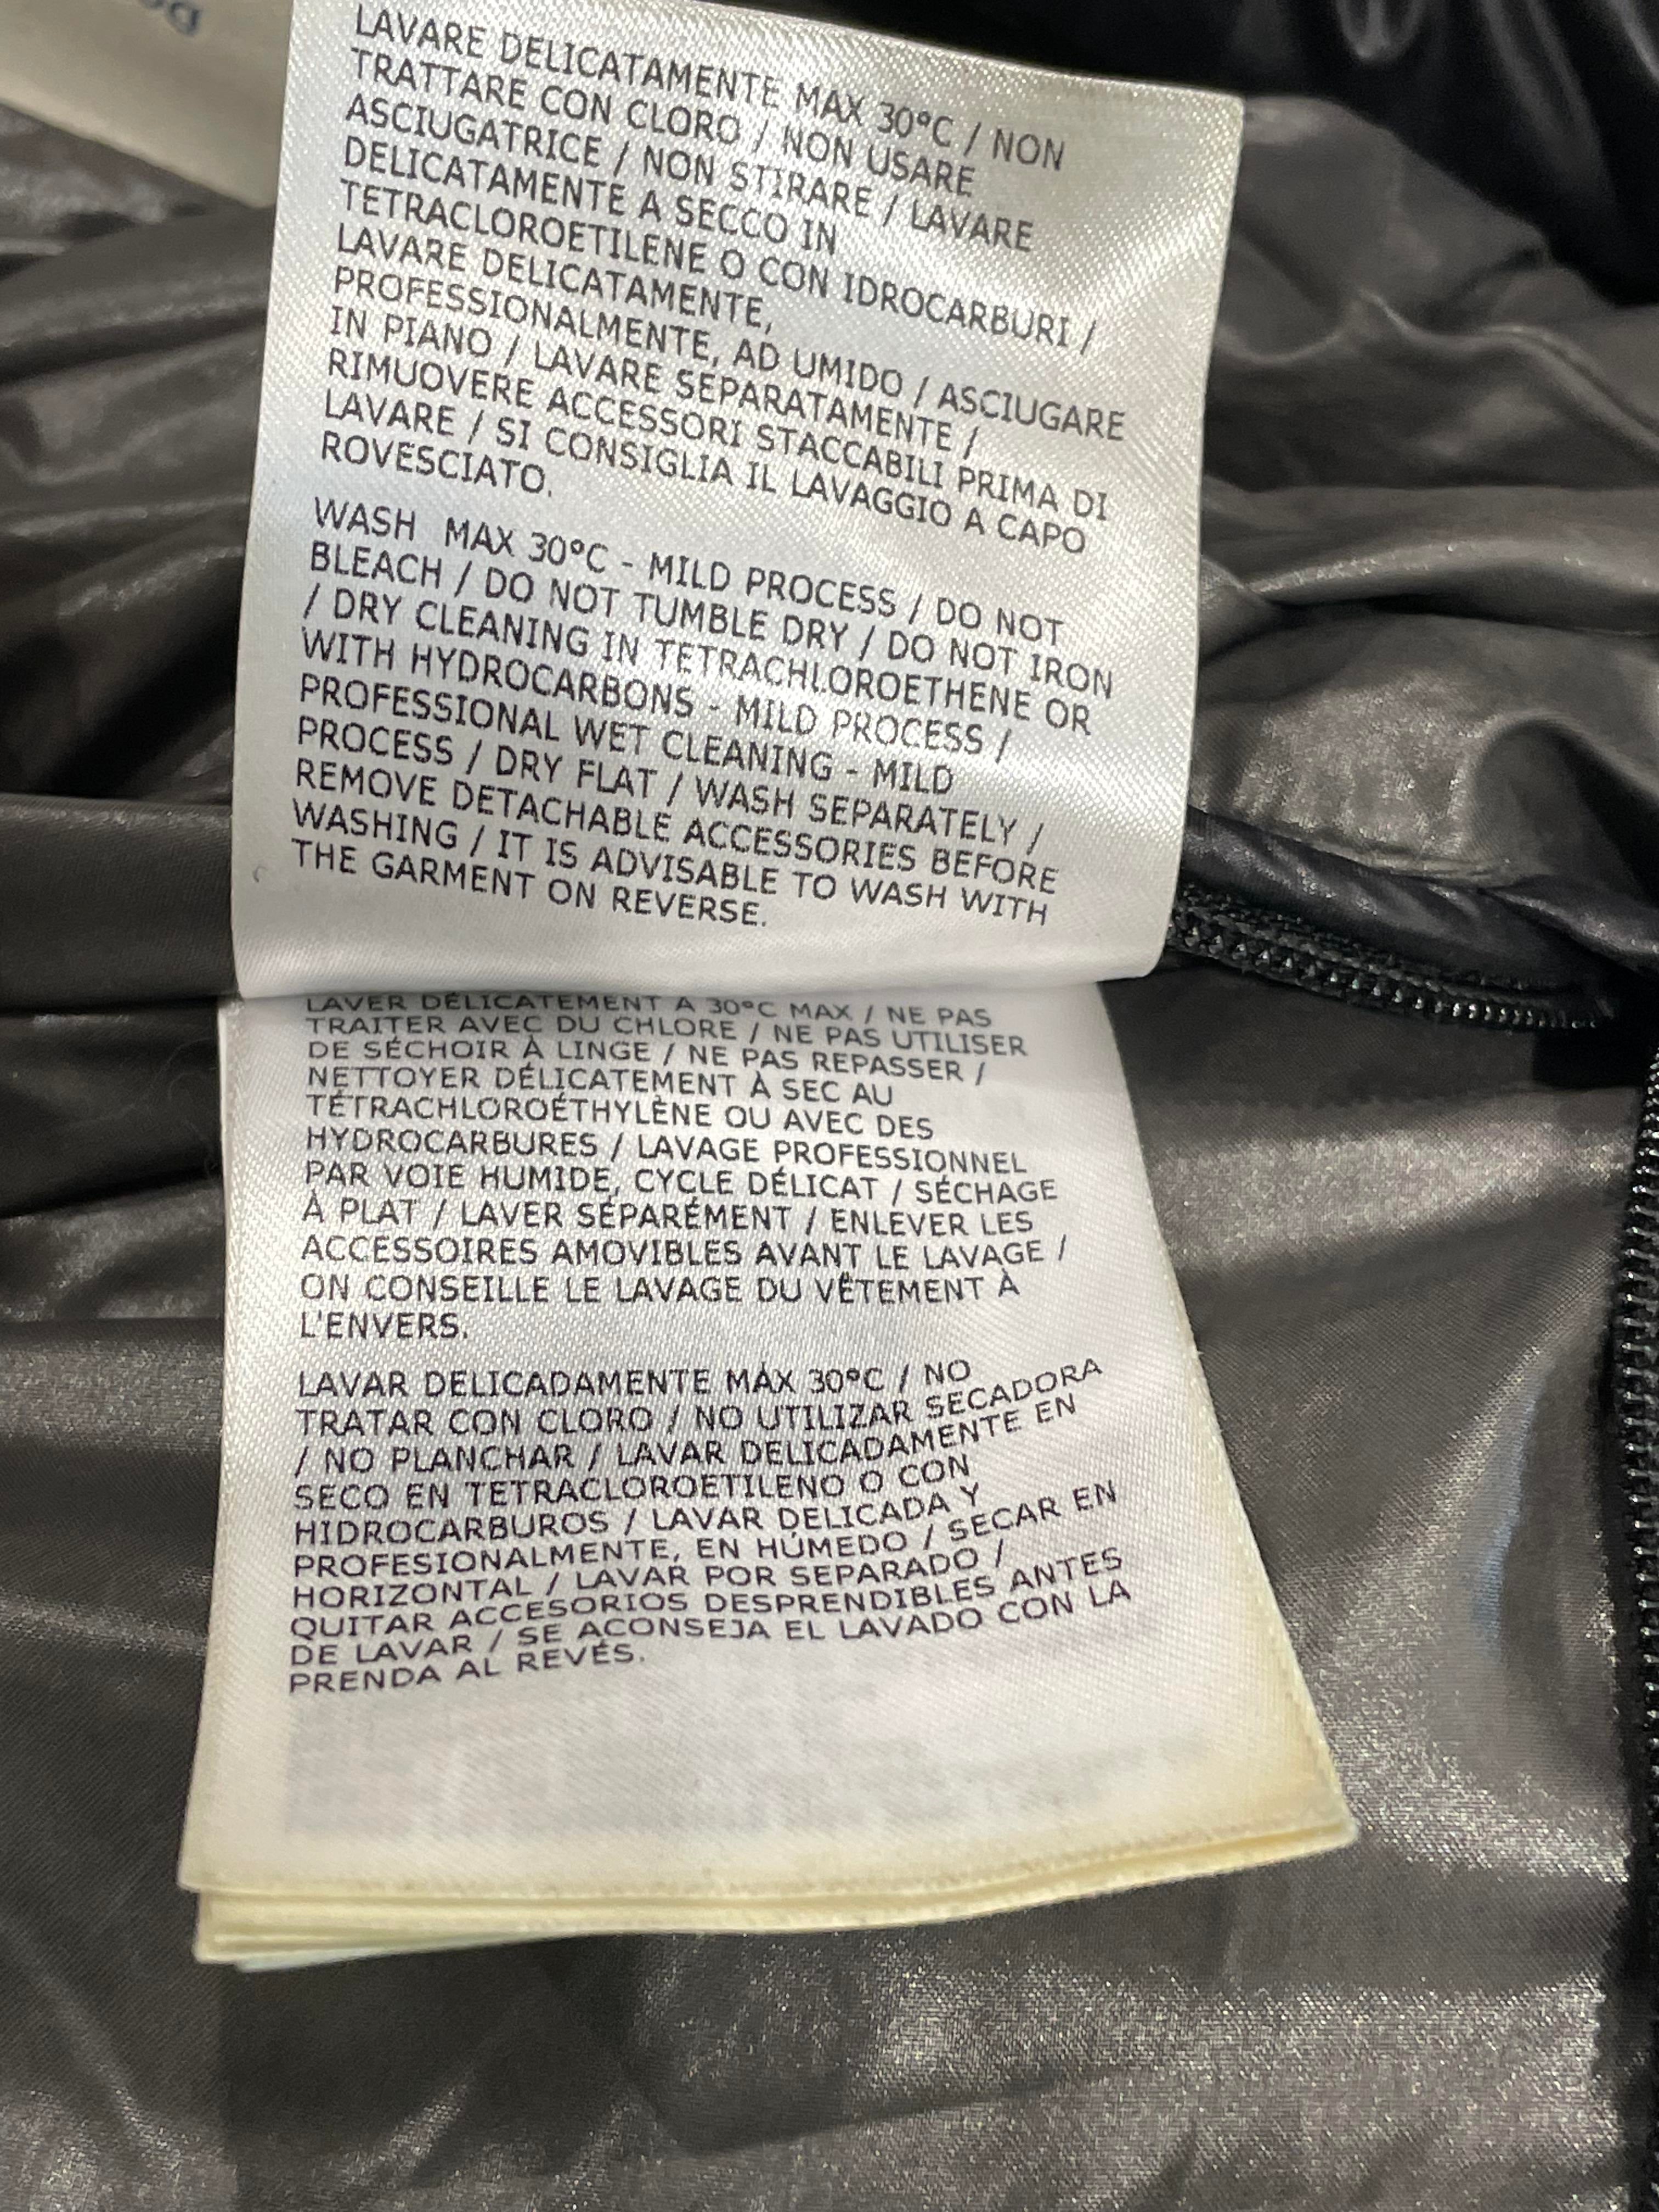 LAVARE DELICATAMENTE MAX 30°C / NON
TRATTARE CON CLORO / NON USARE
ASCIUGATRICE / NON STIRARE / LAVARE
DELICATAMENTE A SECCO IN
TETRACLOROETILENE O CON IDROCARBURI /
LAVARE DELICATAMENTE,
PROFESSIONALMENTE, AD UMIDO / ASCIUGARE
IN PIANO / LAVARE SEPARATAMENTE /
RIMUOVERE ACCESSORI STACCABILI PRIMA DI
LAVARE / SI CONSIGLIA IL LAVAGGIO A CAPO
ROVESCIATO.
WASH MAX 30°C - MILD PROCESS / DO NOT
BLEACH / DO NOT TUMBLE DRY / DO NOT IRON
/ DRY CLEANING IN TETRACHLOROETHENE OR
WITH HYDROCARBONS - MILD PROCESS /
PROFESSIONAL WET CLEANING - MILD
PROCESS / DRY FLAT / WASH SEPARATELY /
REMOVE DETACHABLE ACCESSORIES BEFORE
WASHING / IT IS ADVISABLE TO WASH WITH
THE GARMENT ON REVERSE.
LAVER DÉLICATEMENT A 30°C MAX / NE PAS
TRAITER AVEC DU CHLORE / NE PAS UTILISER
DE SÉCHOIR À LINGE / NE PAS REPASSER /
NETTOYER DÉLICATEMENT À SEC AU
TÉTRACHLOROÉTHYLÈNE OU AVEC DES
HYDROCARBURES / LAVAGE PROFESSIONNEL
PAR VOIE HUMIDE, CYCLE DÉLICAT / SÉCHAGE
À PLAT / LAVER SÉPARÉMENT / ENLEVER LES
ACCESSOIRES AMOVIBLES AVANT LE LAVAGE /
ON CONSEILLE LE LAVAGE DU VÊTEMENT À
L'ENVERS.
LAVAR DELICADAMENTE MÁX 30°C / NO
TRATAR CON CLORO / NO UTILIZAR SECADORA
/ NO PLANCHAR / LAVAR DELICADAMENTE EN
SECO EN TETRACLOROETILENO O CON
HIDROCARBUROS / LAVAR DELICADA Y
PROFESIONALMENTE, EN HÚMEDO / SECAR EN
HORIZONTAL / LAVAR POR SEPARADO /
QUITAR ACCESORIOS DESPRENDIBLES ANTES
DE LAVAR / SE ACONSEJA EL LAVADO CON LA
PRENDA AL REVÉS.